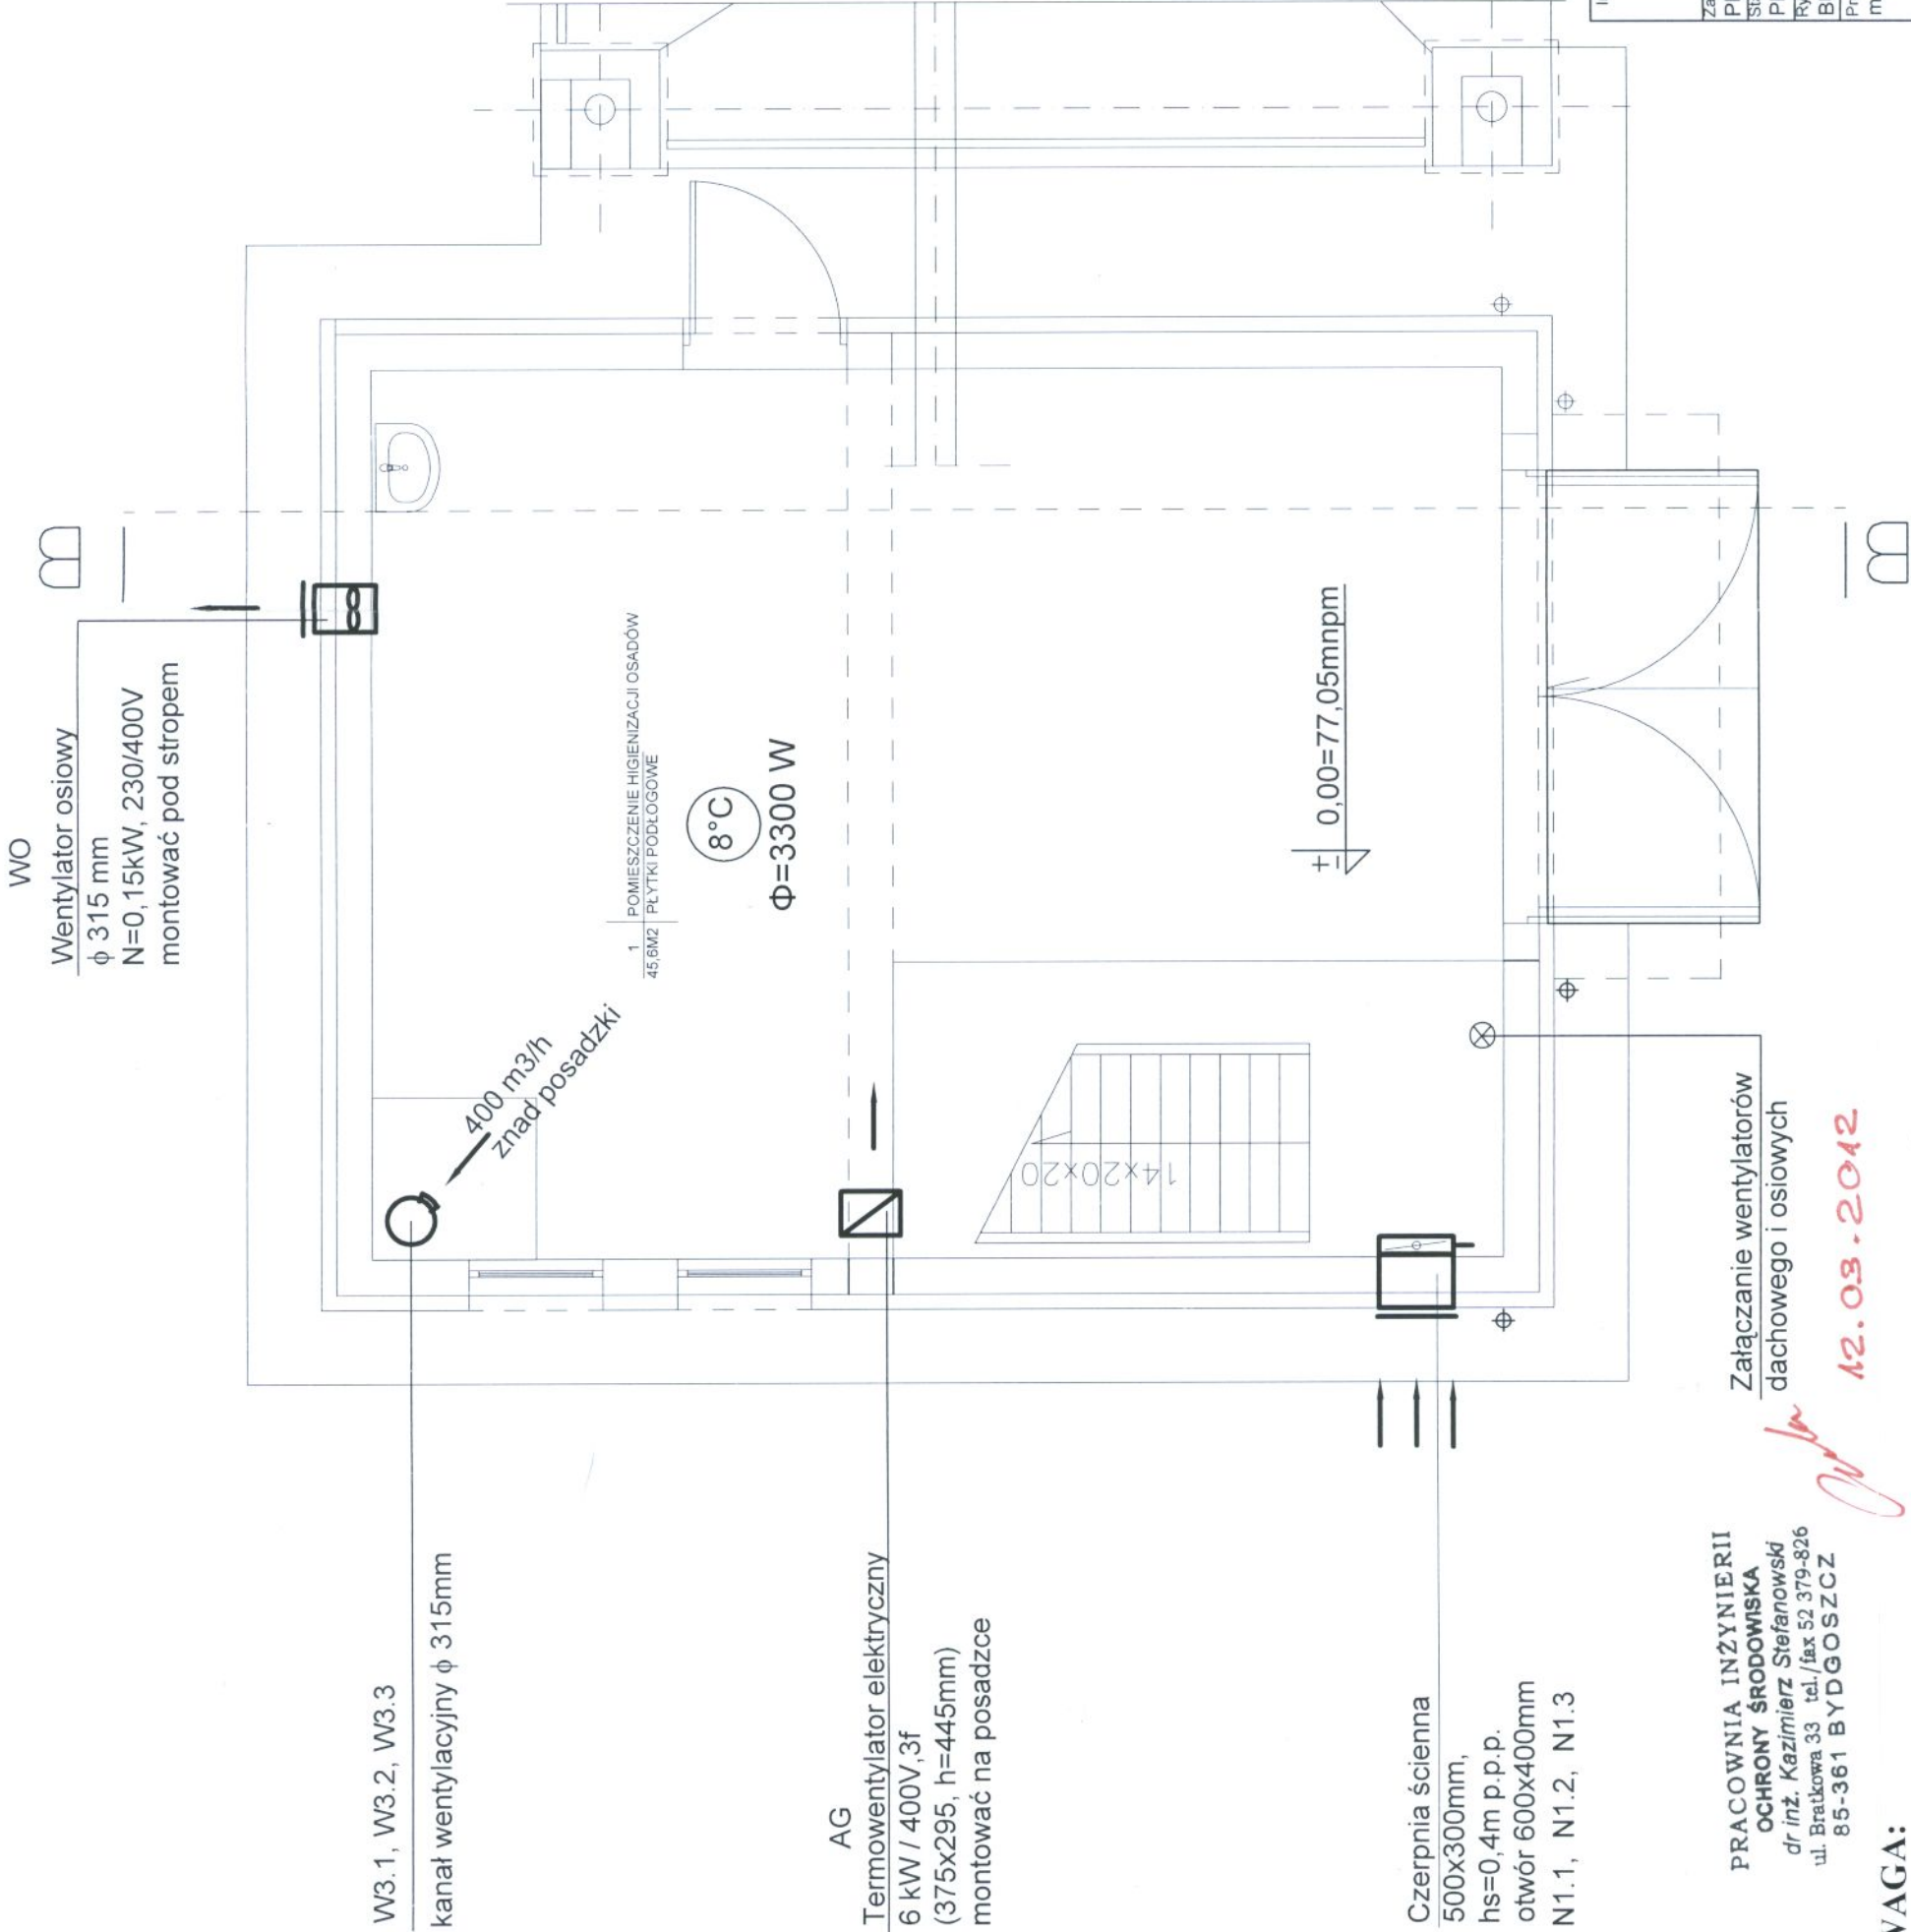 WO
Wentylator osiowy
ϕ 315 mm
N=0,15kW, 230/400V
montować pod stropem
B
W3.1, W3.2, W3.3
kanał wentylacyjny ϕ 315mm
400 m3/h
znad posadzki
1 POMIESZCZENIE HIGIENIZACJI OSADÓW
45,6M2 PŁYTKI PODŁOGOWE
8°C
Φ=3300 W
AG
Termowentylator elektryczny
6 kW / 400V,3f
(375x295, h=445mm)
montować na posadzce
14x20x20
± 0,00=77,05mnpm
Czerpnia ścienna
500x300mm,
hs=0,4m p.p.p.
otwór 600x400mm
N1.1, N1.2, N1.3
Załączanie wentylatorów
dachowego i osiowych
B
PRACOWNIA INŻYNIERII
OCHRONY ŚRODOWISKA
dr inż. Kazimierz Stefanowski
ul. Bratkowa 33 tel./fax 52 379-826
85-361 BYDGOSZCZ
12.03.2012